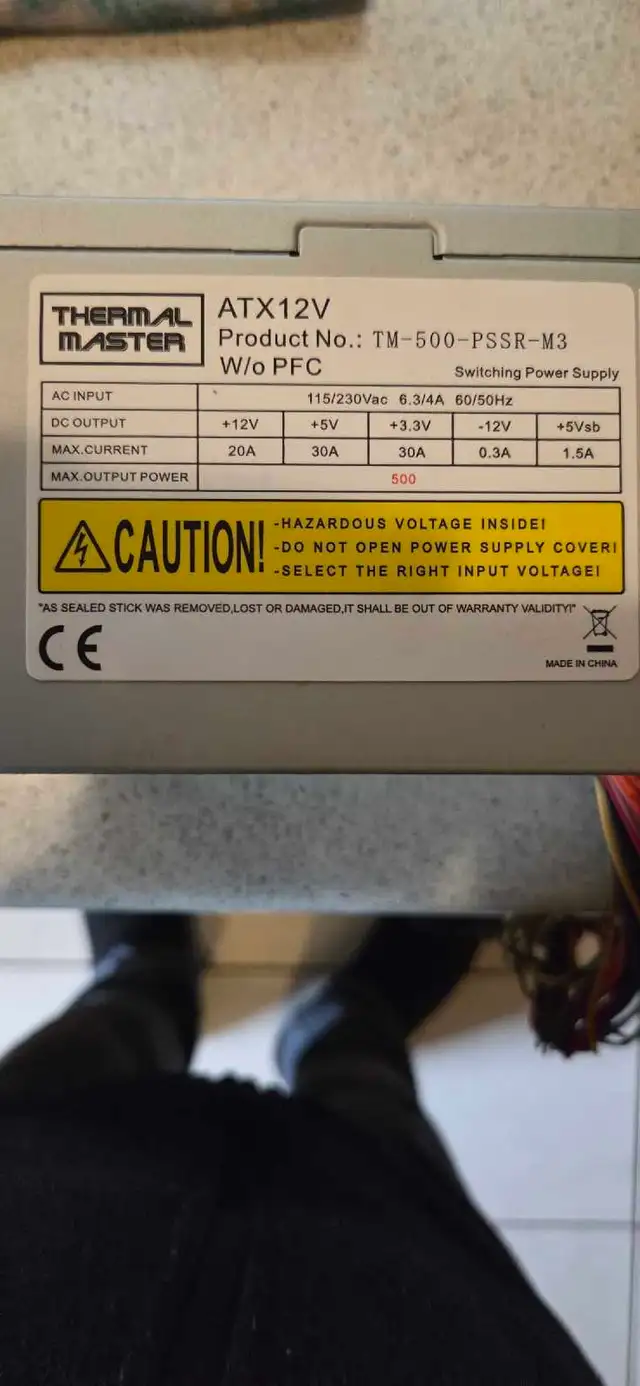 THERMAL
MASTER
ATX12V
Product No.: TM-500-PSSR-M3
W/o PFC
Switching Power Supply
AC INPUT 115/230Vac 6.3/4A 60/50Hz
DC OUTPUT +12V +5V +3.3V -12V +5Vsb
MAX.CURRENT 20A 30A 30A 0.3A 1.5A
MAX.OUTPUT POWER 500
CAUTION!
-HAZARDOUS VOLTAGE INSIDE!
-DO NOT OPEN POWER SUPPLY COVER!
-SELECT THE RIGHT INPUT VOLTAGE!
"AS SEALED STICK WAS REMOVED,LOST OR DAMAGED,IT SHALL BE OUT OF WARRANTY VALIDITY!"
CE
MADE IN CHINA